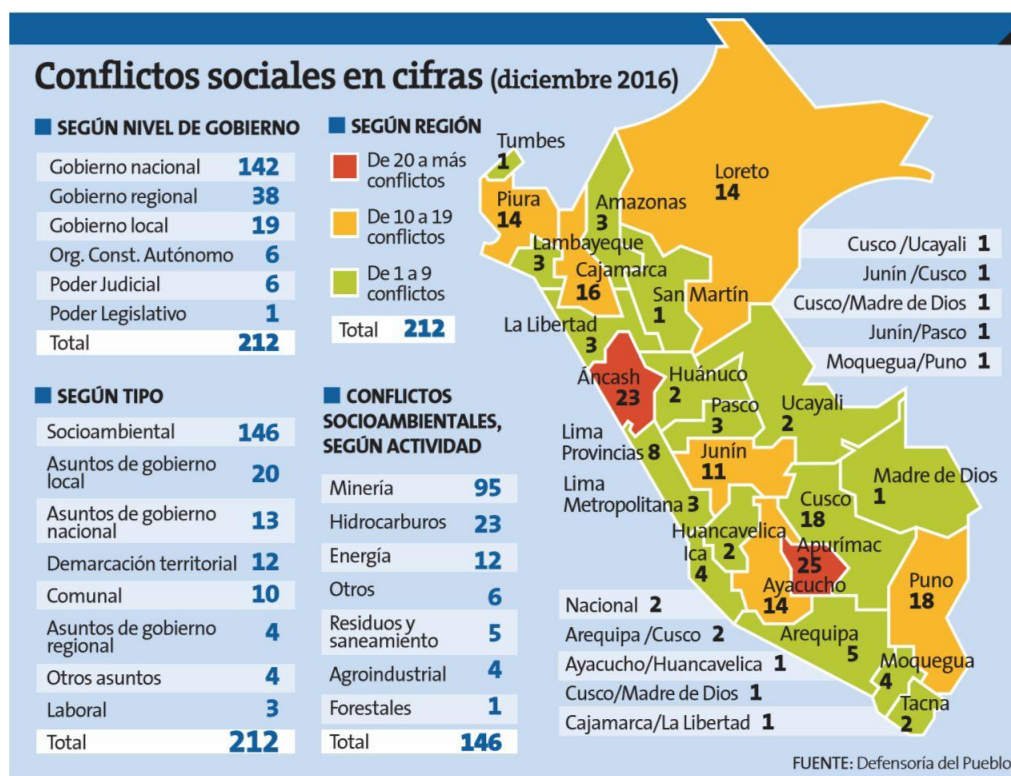 Conflictos sociales en cifras (diciembre 2016)
SEGÚN NIVEL DE GOBIERNO
Gobierno nacional 142
Gobierno regional 38
Gobierno local 19
Org. Const. Autónomo 6
Poder Judicial 6
Poder Legislativo 1
Total 212
SEGÚN REGIÓN
De 20 a más
conflictos
De 10 a 19
conflictos
De 1 a 9
conflictos
Total 212
SEGÚN TIPO
Socioambiental 146
Asuntos de gobierno
local 20
Asuntos de gobierno
nacional 13
Demarcación territorial 12
Comunal 10
Asuntos de gobierno
regional 4
Otros asuntos 4
Laboral 3
Total 212
CONFLICTOS
SOCIOAMBIENTALES,
SEGÚN ACTIVIDAD
Minería 95
Hidrocarburos 23
Energía 12
Otros 6
Residuos y
saneamiento 5
Agroindustrial 4
Forestales 1
Total 146
Tumbes
1
Piura
14
Loreto
14
Amazonas
3
Lambayeque
3
Cajamarca
16
San Martín
1
La Libertad
3
Áncash
23
Huánuco
2
Pasco
3
Ucayali
2
Lima
Provincias 8
Junín
11
Lima
Metropolitana 3
Madre de Dios
1
Cusco
18
Huancavelica
2
Ica
4
Apurímac
25
Ayacucho
14
Puno
18
Arequipa
5
Moquegua
4
Tacna
2
Cusco /Ucayali 1
Junín /Cusco 1
Cusco/Madre de Dios 1
Junín/Pasco 1
Moquegua/Puno 1
Nacional 2
Arequipa /Cusco 2
Ayacucho/Huancavelica 1
Cusco/Madre de Dios 1
Cajamarca/La Libertad 1
FUENTE: Defensoría del Pueblo